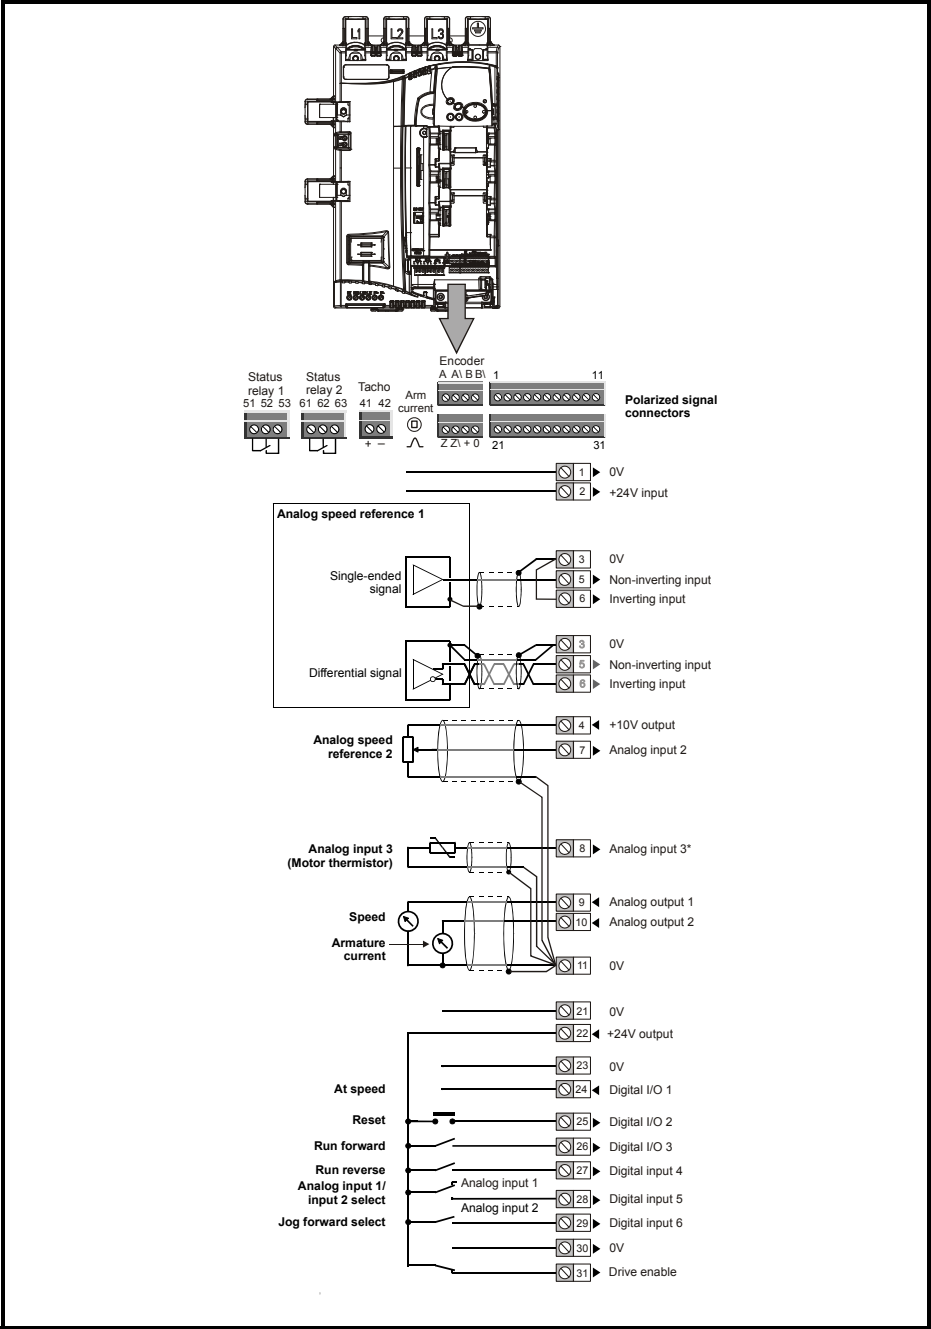 L1 L2 L3
Encoder
A A\ B B\ 1 11
Status
relay 1
51 52 53
Status
relay 2
61 62 63
Tacho
41 42
+ –
Arm
current
Z Z\ + 0 21 31
Polarized signal
connectors
1 0V
2 +24V input
Analog speed reference 1
Single-ended
signal
3 0V
5 Non-inverting input
6 Inverting input
Differential signal
3 0V
5 Non-inverting input
6 Inverting input
Analog speed
reference 2
4 +10V output
7 Analog input 2
Analog input 3
(Motor thermistor)
8 Analog input 3*
Speed
9 Analog output 1
10 Analog output 2
Armature
current
11 0V
21 0V
22 +24V output
23 0V
At speed
24 Digital I/O 1
Reset
25 Digital I/O 2
Run forward
26 Digital I/O 3
Run reverse
27 Digital input 4
Analog input 1/
input 2 select
Analog input 1
28 Digital input 5
Analog input 2
Jog forward select
29 Digital input 6
30 0V
31 Drive enable